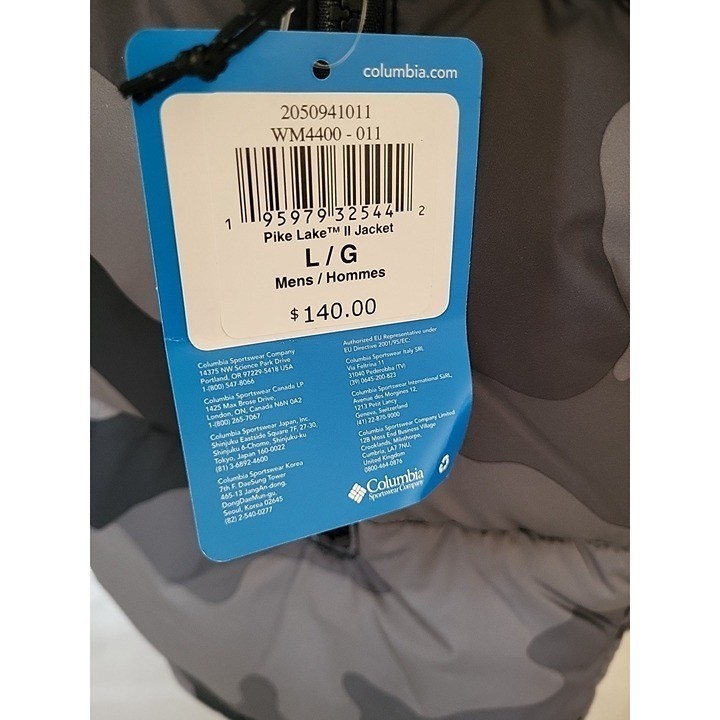 columbia.com
2050941011
WM4400 - 011
1 95979 32544 2
Pike Lake™ II Jacket
L / G
Mens / Hommes
$140.00
Columbia Sportswear Company
14375 NW Science Park Drive
Portland, OR 97229-5418 USA
1-(800) 547-8066
Columbia Sportswear Canada LP
1425 Max Brose Drive,
London, ON, Canada N6N 0A2
1-(800) 265-7067
Columbia Sportswear Japan, Inc.
Shinjuku Eastside Square 7F, 27-30,
Shinjuku 6-Chome, Shinjuku-ku
Tokyo, Japan 160-0022
(81) 3-6892-4600
Columbia Sportswear Korea
7th F. DaeSung Tower
465-13 JangAn-dong,
DongDaeMun-gu,
Seoul, Korea 02645
(82) 2-540-0277
Authorized EU Representative under
EU Directive 2001/95/EC.
Columbia Sportswear Italy SRL
Via Feltrina 11
31040 Pederobba (TV)
(39) 0645-200-823
Columbia Sportswear International SàRL,
Avenue des Morgines 12,
1213 Petit Lancy
Geneva, Switzerland
(41) 22-870-9000
Columbia Sportswear Company Limited
12B Moss End Business Village
Crooklands, Milnthorpe,
Cumbria, LA7 7NU,
United Kingdom
0800-464-0876
Columbia
Sportswear Company